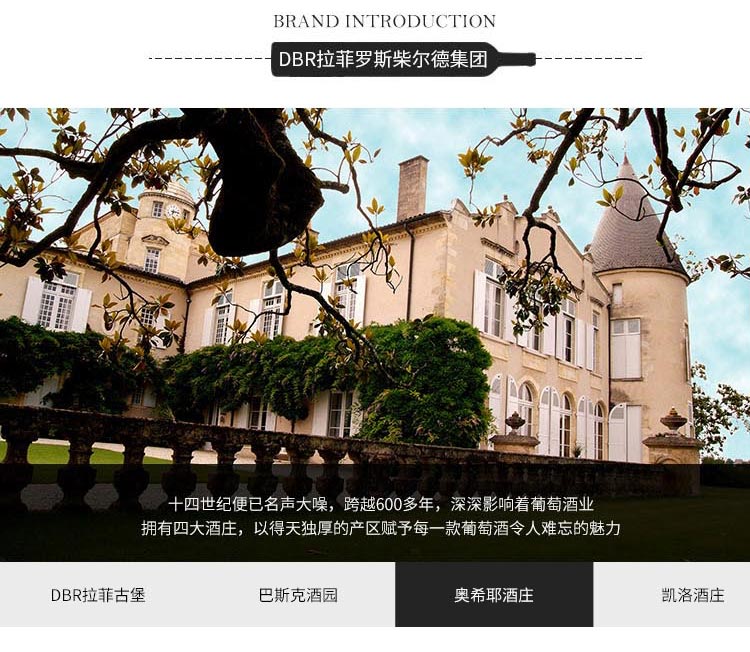 BRAND INTRODUCTION
DBR拉菲罗斯柴尔德集团
十四世纪便已名声大噪，跨越600多年，深深影响着葡萄酒业
拥有四大酒庄，以得天独厚的产区赋予每一款葡萄酒令人难忘的魅力
DBR拉菲古堡 巴斯克酒园 奥希耶酒庄 凯洛酒庄